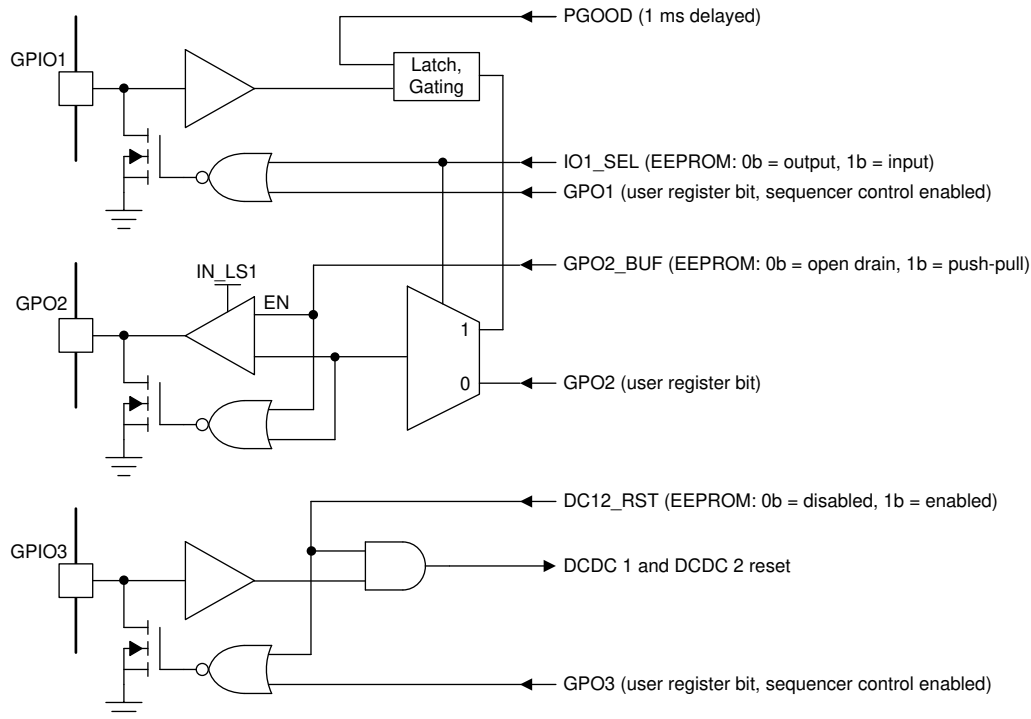 PGOOD (1 ms delayed)
GPIO1
Latch,
Gating
IO1_SEL (EEPROM: 0b = output, 1b = input)
GPO1 (user register bit, sequencer control enabled)
GPO2_BUF (EEPROM: 0b = open drain, 1b = push-pull)
IN_LS1
EN
GPO2
1
0
GPO2 (user register bit)
DC12_RST (EEPROM: 0b = disabled, 1b = enabled)
GPIO3
DCDC 1 and DCDC 2 reset
GPO3 (user register bit, sequencer control enabled)